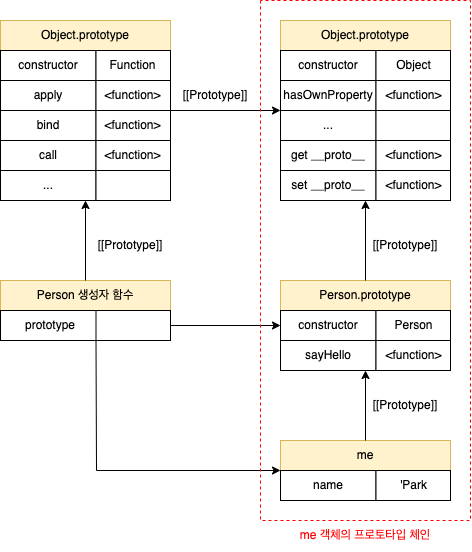 Object.prototype
constructor Function
apply <function>
bind <function>
call <function>
...
[[Prototype]]
Object.prototype
constructor Object
hasOwnProperty <function>
...
get __proto__ <function>
set __proto__ <function>
[[Prototype]]
[[Prototype]]
Person 생성자 함수
prototype
Person.prototype
constructor Person
sayHello <function>
[[Prototype]]
me
name 'Park
me 객체의 프로토타입 체인